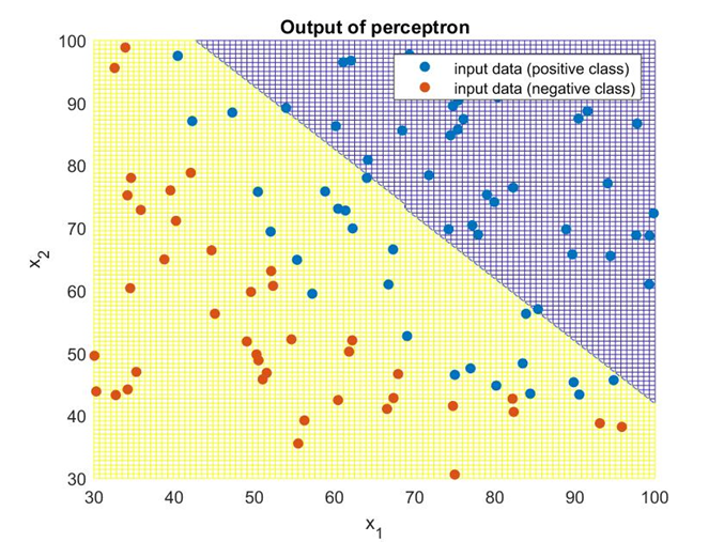 Output of perceptron
input data (positive class)
input data (negative class)
100
90
80
70
60
50
40
30
x2
30 40 50 60 70 80 90 100
x1